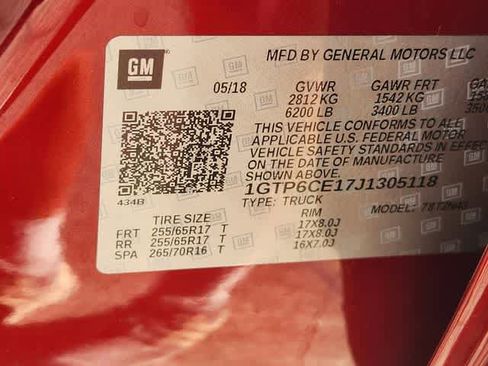 GM
MFD BY GENERAL MOTORS LLC
05/18 GVWR GAWR FRT
2812 KG 1542 KG
6200 LB 3400 LB
THIS VEHICLE CONFORMS TO ALL
APPLICABLE U.S. FEDERAL MOTOR
VEHICLE SAFETY STANDARDS IN EFFECT
ON THE DATE OF MANUFACTURE
SHOWN ABOVE.
1GTP6CE17J1305118
434B TYPE: TRUCK MODEL:
TIRE SIZE RIM
FRT 255/65R17 T 17X8.0J
RR 255/65R17 T 17X8.0J
SPA 265/70R16 T 16X7.0J